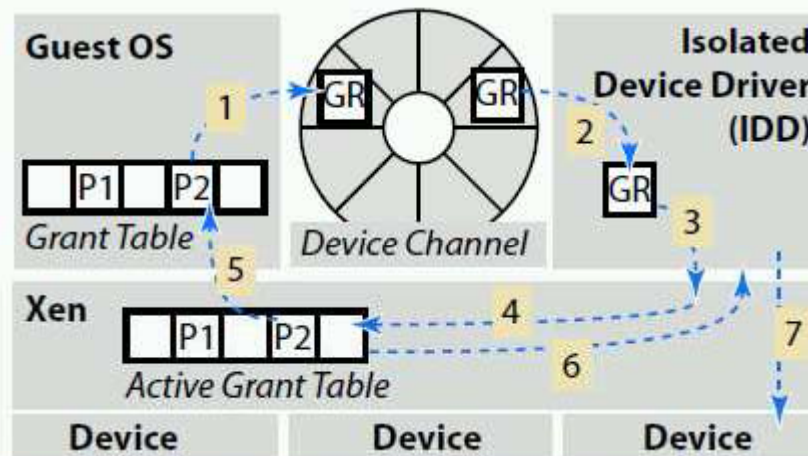 Guest OS
1
P1
P2
Grant Table
5
GR
GR
Device Channel
Isolated
Device Driver
(IDD)
2
GR
3
Xen
P1
P2
Active Grant Table
4
6
7
Device
Device
Device